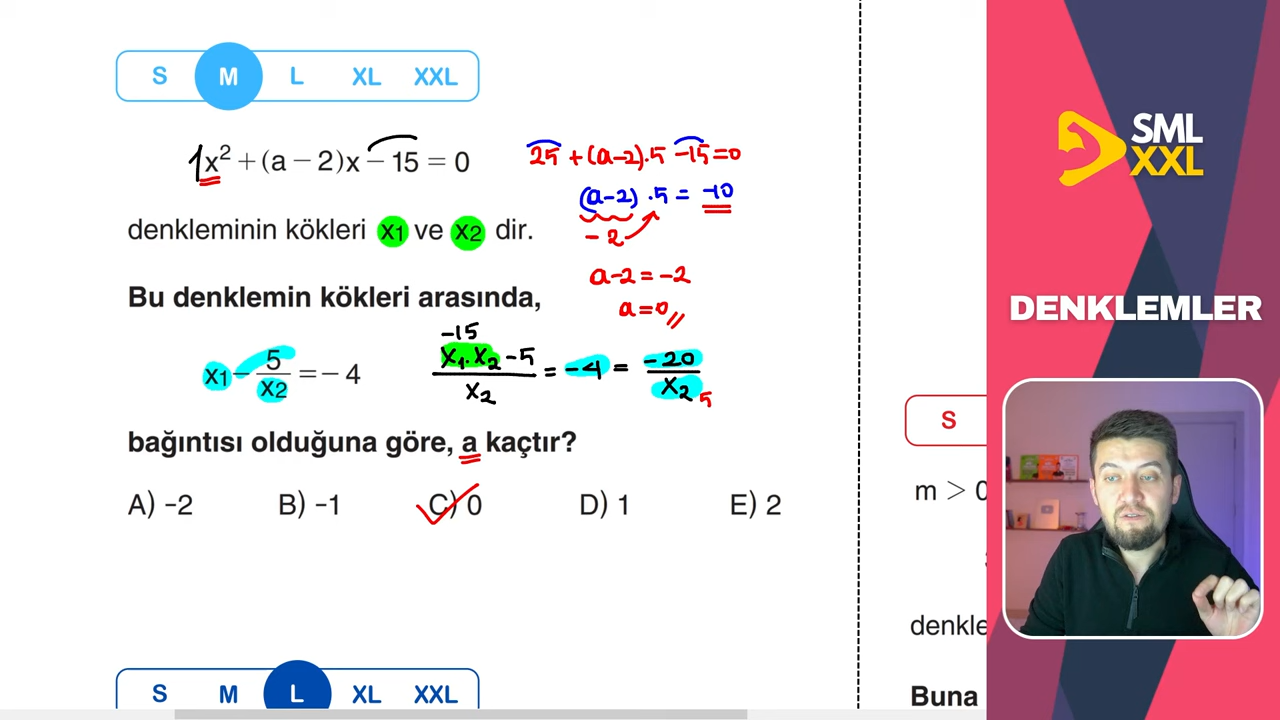 S M L XL XXL
1x² + (a − 2)x − 15 = 0
denkleminin kökleri x₁ ve x₂ dir.
Bu denklemin kökleri arasında,
x₁ − 5/x₂ = − 4
bağıntısı olduğuna göre, a kaçtır?
A) -2 B) -1 C) 0 D) 1 E) 2
25 + (a-2).5 -15=0
(a-2) .5 = -10
-2
a-2 = -2
a=0//
-15
x₁.x₂ -5 / x₂ = -4 = -20 / x₂
5
S M L XL XXL
SML
XXL
DENKLEMLER
S
m > 0
denkle
Buna